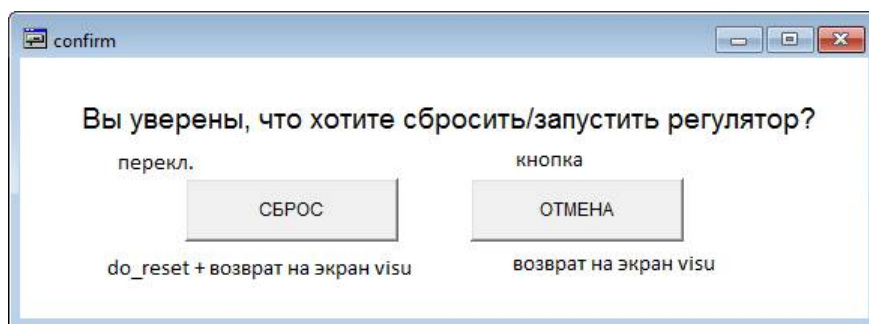 confirm
Вы уверены, что хотите сбросить/запустить регулятор?
перекл. кнопка
СБРОС ОТМЕНА
do_reset + возврат на экран visu возврат на экран visu